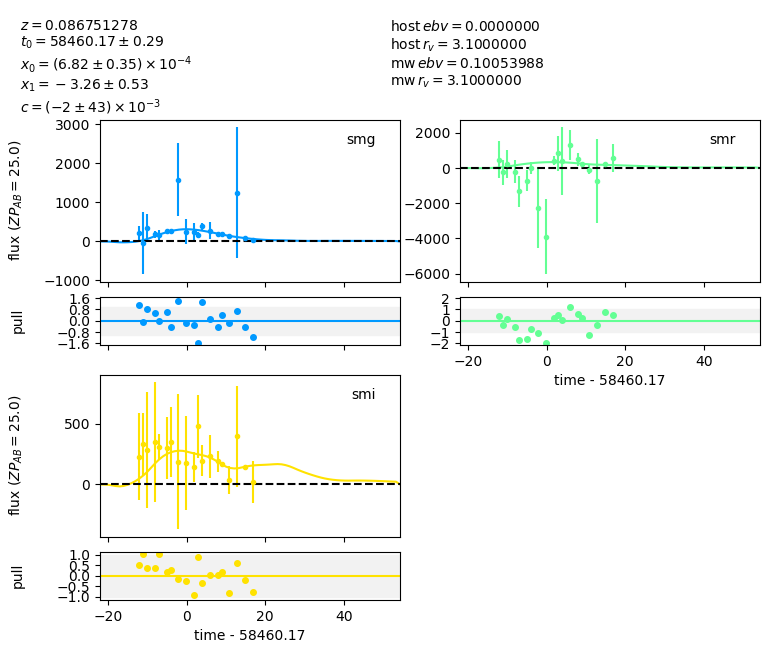 z = 0.086751278
t₀ = 58460.17 ± 0.29
x₀ = (6.82 ± 0.35) × 10⁻⁴
x₁ = −3.26 ± 0.53
c = (−2 ± 43) × 10⁻³
host ebv = 0.0000000
host r_v = 3.1000000
mw ebv = 0.10053988
mw r_v = 3.1000000
smg
flux (ZP_AB = 25.0)
3000
2000
1000
0
−1000
pull
1.6
0.8
0.0
−0.8
−1.6
smr
2000
0
−2000
−4000
−6000
2
1
0
−1
−2
−20 0 20 40
time - 58460.17
smi
flux (ZP_AB = 25.0)
500
0
pull
1.0
0.5
0.0
−0.5
−1.0
−20 0 20 40
time - 58460.17